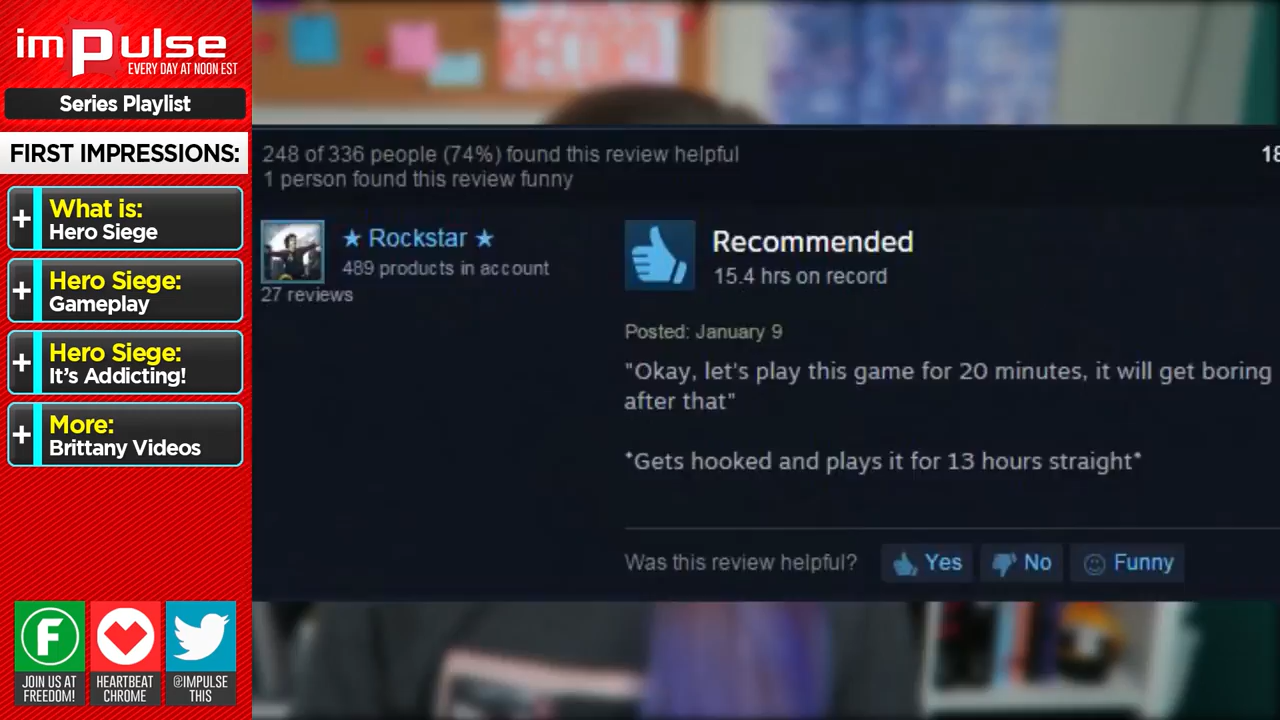 imPulse
EVERY DAY AT NOON EST
Series Playlist
FIRST IMPRESSIONS:
+ What is:
Hero Siege
+ Hero Siege:
Gameplay
+ Hero Siege:
It's Addicting!
+ More:
Brittany Videos
F
JOIN US AT
FREEDOM!
HEARTBEAT
CHROME
@IMPULSE
THIS
248 of 336 people (74%) found this review helpful
18
1 person found this review funny
★ Rockstar ★
489 products in account
27 reviews
Recommended
15.4 hrs on record
Posted: January 9
"Okay, let's play this game for 20 minutes, it will get boring
after that"
*Gets hooked and plays it for 13 hours straight*
Was this review helpful? Yes No Funny